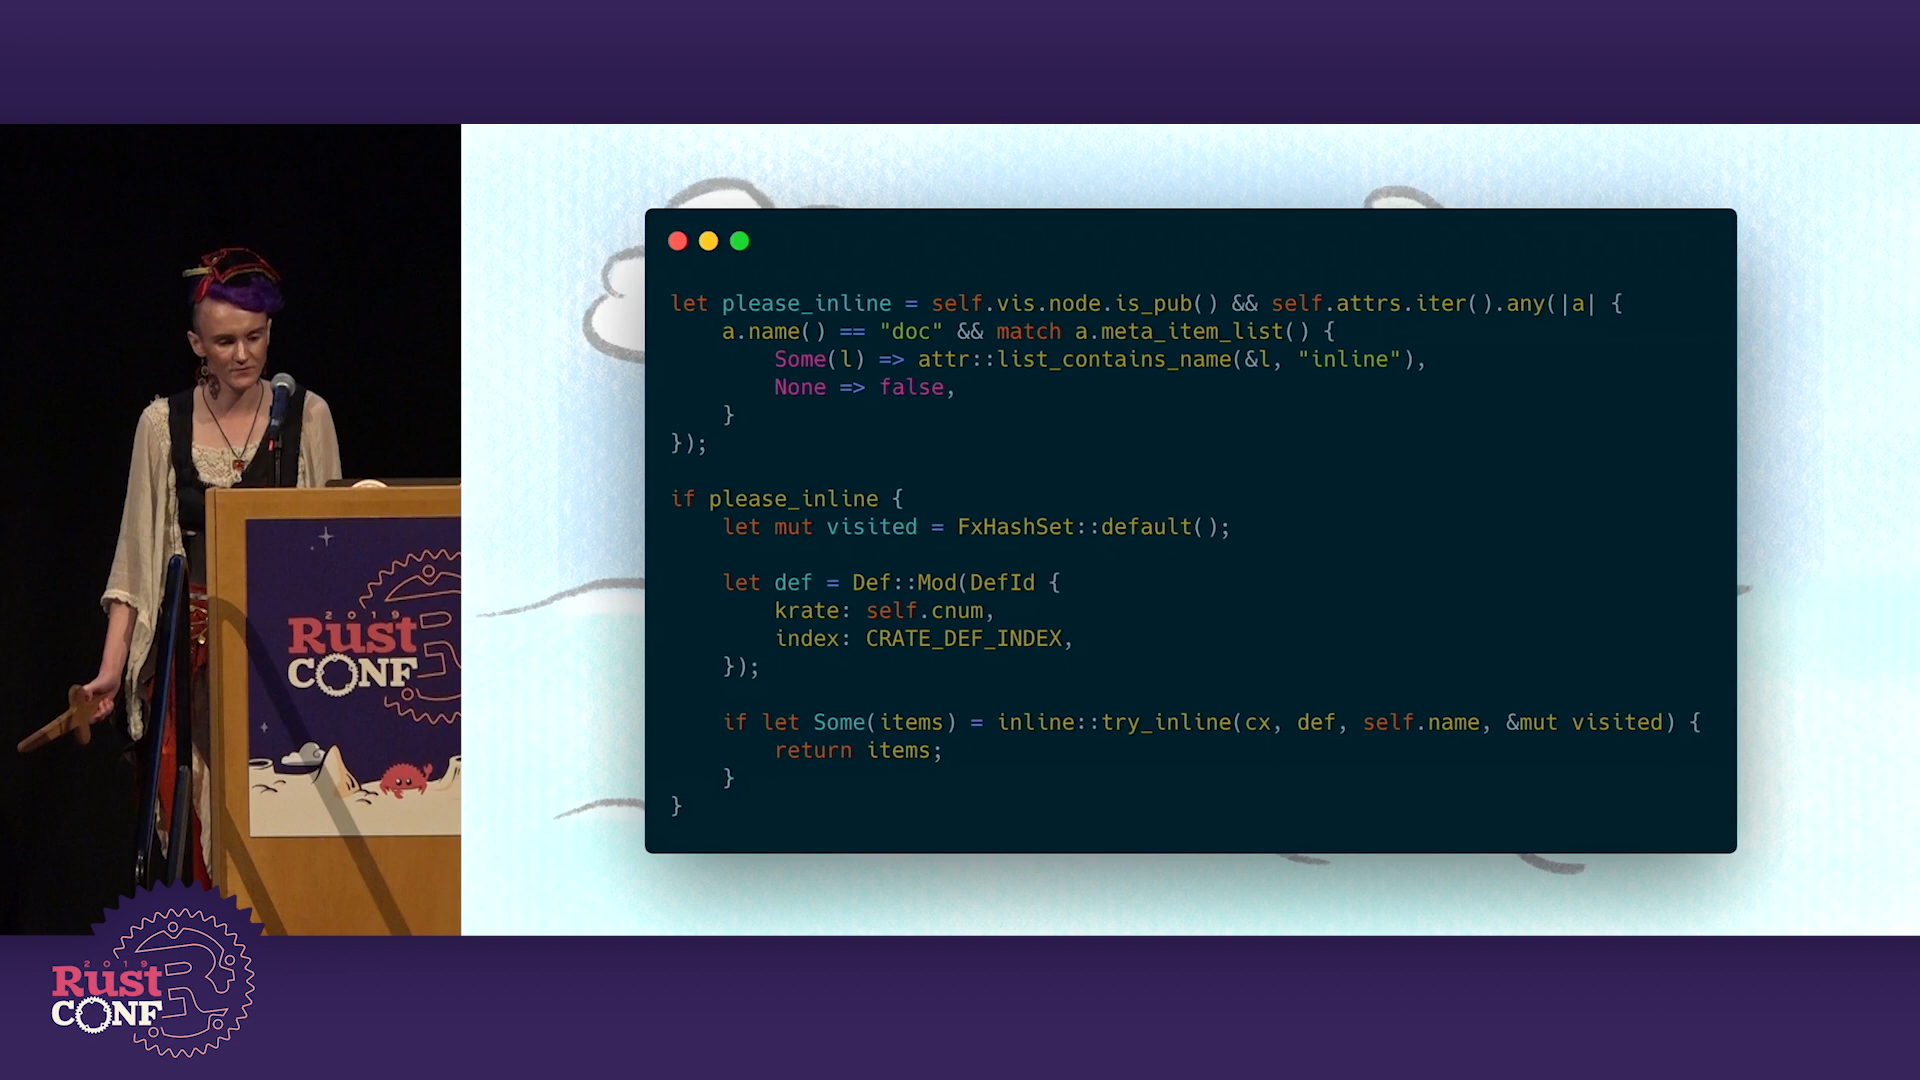 let please_inline = self.vis.node.is_pub() && self.attrs.iter().any(|a| {
    a.name() == "doc" && match a.meta_item_list() {
        Some(l) => attr::list_contains_name(&l, "inline"),
        None => false,
    }
});

if please_inline {
    let mut visited = FxHashSet::default();

    let def = Def::Mod(DefId {
        krate: self.cnum,
        index: CRATE_DEF_INDEX,
    });

    if let Some(items) = inline::try_inline(cx, def, self.name, &mut visited) {
        return items;
    }
}
2019
Rust
CONF
2019
Rust
CONF